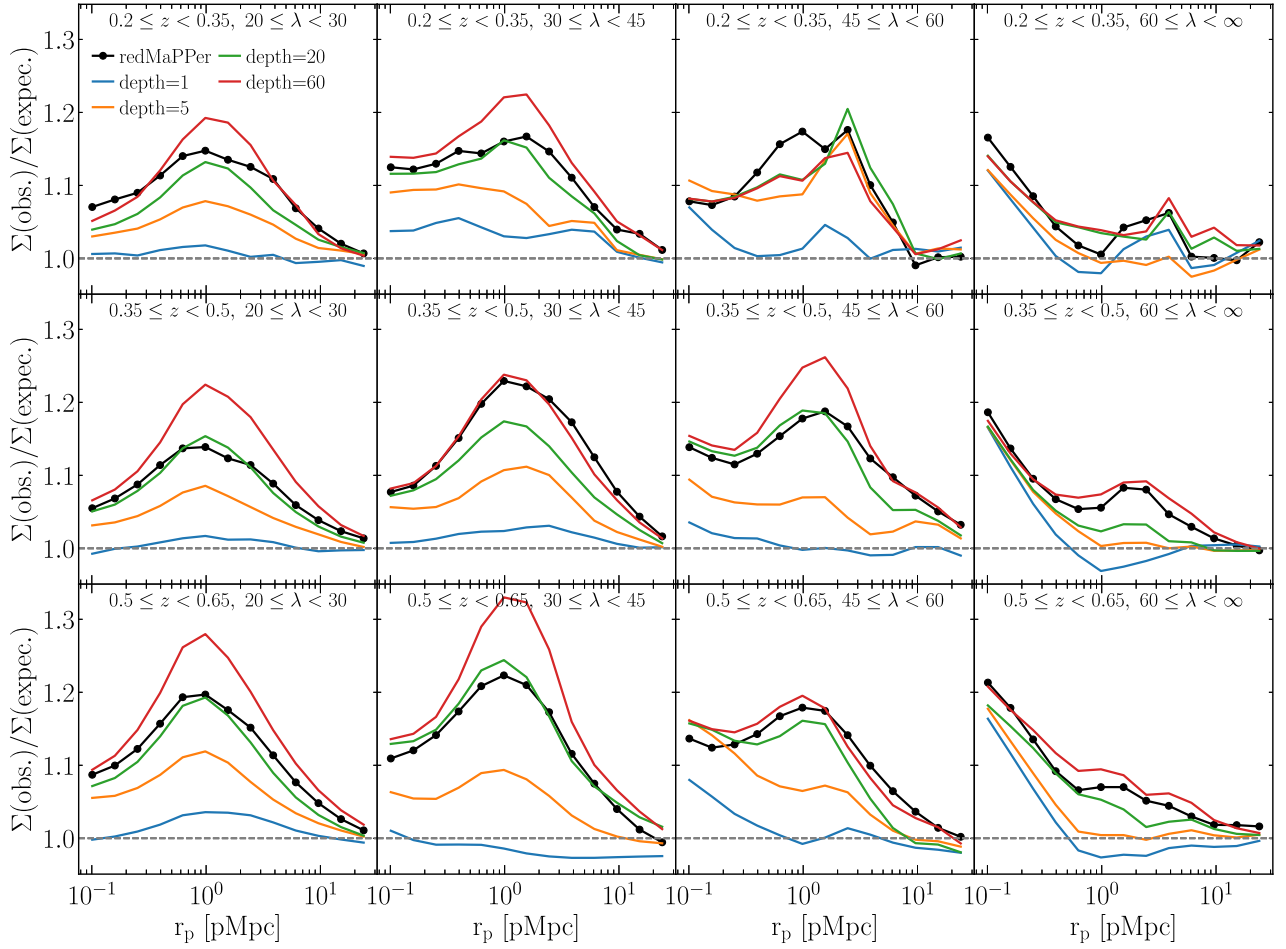 0.2 ≤ z < 0.35, 20 ≤ λ < 30
0.2 ≤ z < 0.35, 30 ≤ λ < 45
0.2 ≤ z < 0.35, 45 ≤ λ < 60
0.2 ≤ z < 0.35, 60 ≤ λ < ∞
redMaPPer
depth=1
depth=5
depth=20
depth=60
Σ(obs.)/Σ(expec.)
1.3
1.2
1.1
1.0
0.35 ≤ z < 0.5, 20 ≤ λ < 30
0.35 ≤ z < 0.5, 30 ≤ λ < 45
0.35 ≤ z < 0.5, 45 ≤ λ < 60
0.35 ≤ z < 0.5, 60 ≤ λ < ∞
Σ(obs.)/Σ(expec.)
1.3
1.2
1.1
1.0
0.5 ≤ z < 0.65, 20 ≤ λ < 30
0.5 ≤ z < 0.65, 30 ≤ λ < 45
0.5 ≤ z < 0.65, 45 ≤ λ < 60
0.5 ≤ z < 0.65, 60 ≤ λ < ∞
Σ(obs.)/Σ(expec.)
1.3
1.2
1.1
1.0
10⁻¹ 10⁰ 10¹
10⁻¹ 10⁰ 10¹
10⁻¹ 10⁰ 10¹
10⁻¹ 10⁰ 10¹
rₚ [pMpc]
rₚ [pMpc]
rₚ [pMpc]
rₚ [pMpc]